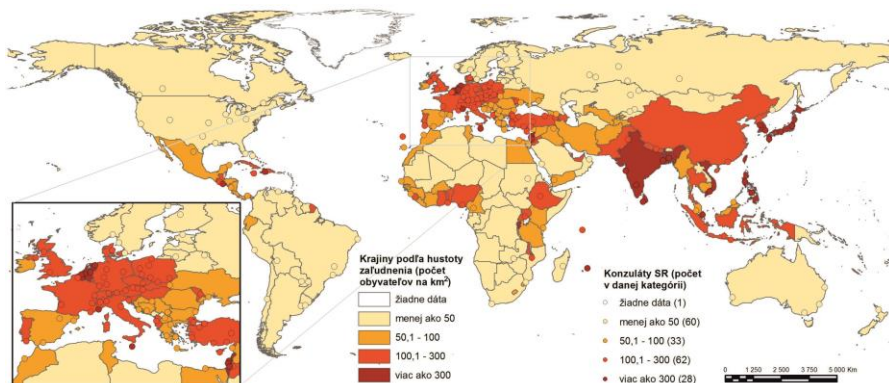 Krajiny podľa hustoty
zaľudnenia (počet
obyvateľov na km²)
žiadne dáta
menej ako 50
50,1 - 100
100,1 - 300
viac ako 300
Konzuláty SR (počet
v danej kategórii)
žiadne dáta (1)
menej ako 50 (60)
50,1 - 100 (33)
100,1 - 300 (62)
viac ako 300 (28)
0 1 250 2 500 3 750 5 000 Km